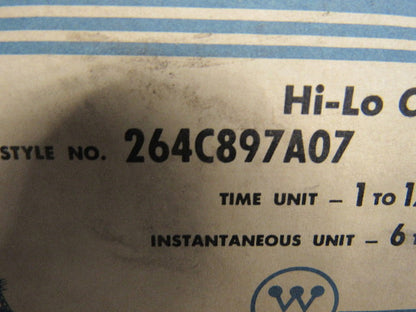 Hi-Lo
STYLE NO. 264C897A07
TIME UNIT – 1 TO
INSTANTANEOUS UNIT – 6
W